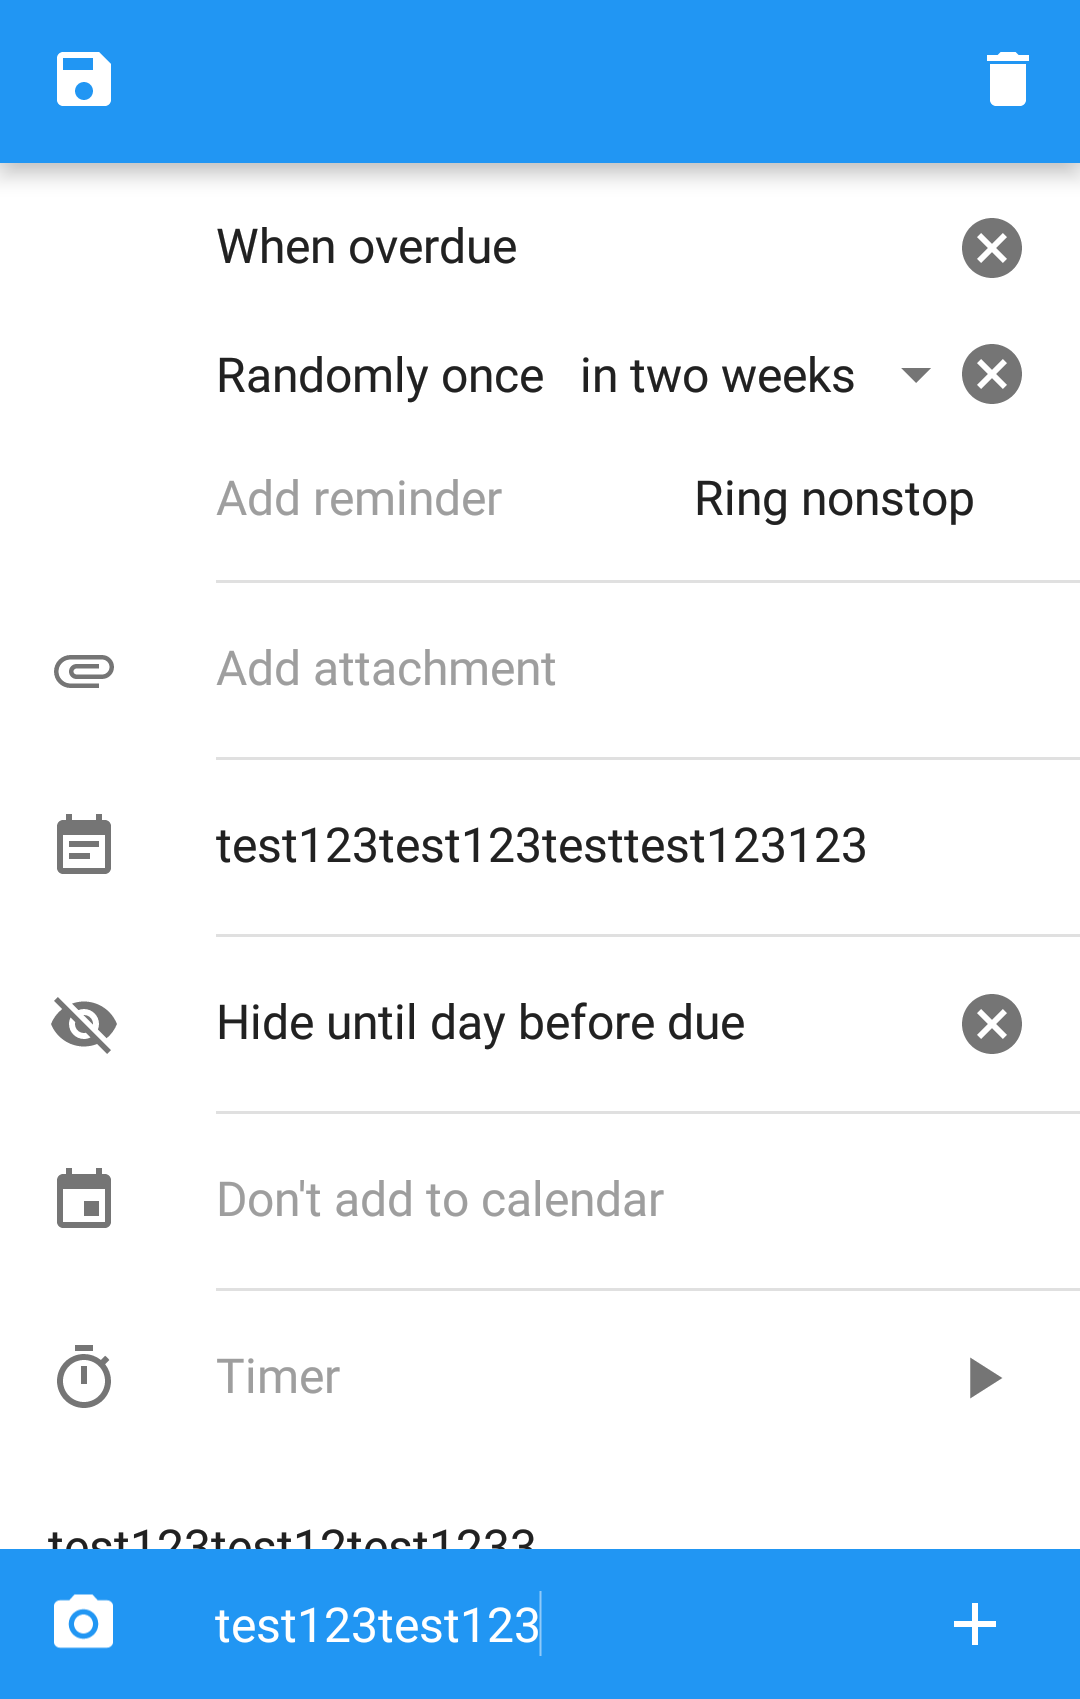 When overdue
Randomly once in two weeks
Add reminder Ring nonstop
Add attachment
test123test123testtest123123
Hide until day before due
Don't add to calendar
Timer
test123test12test1233
test123test123